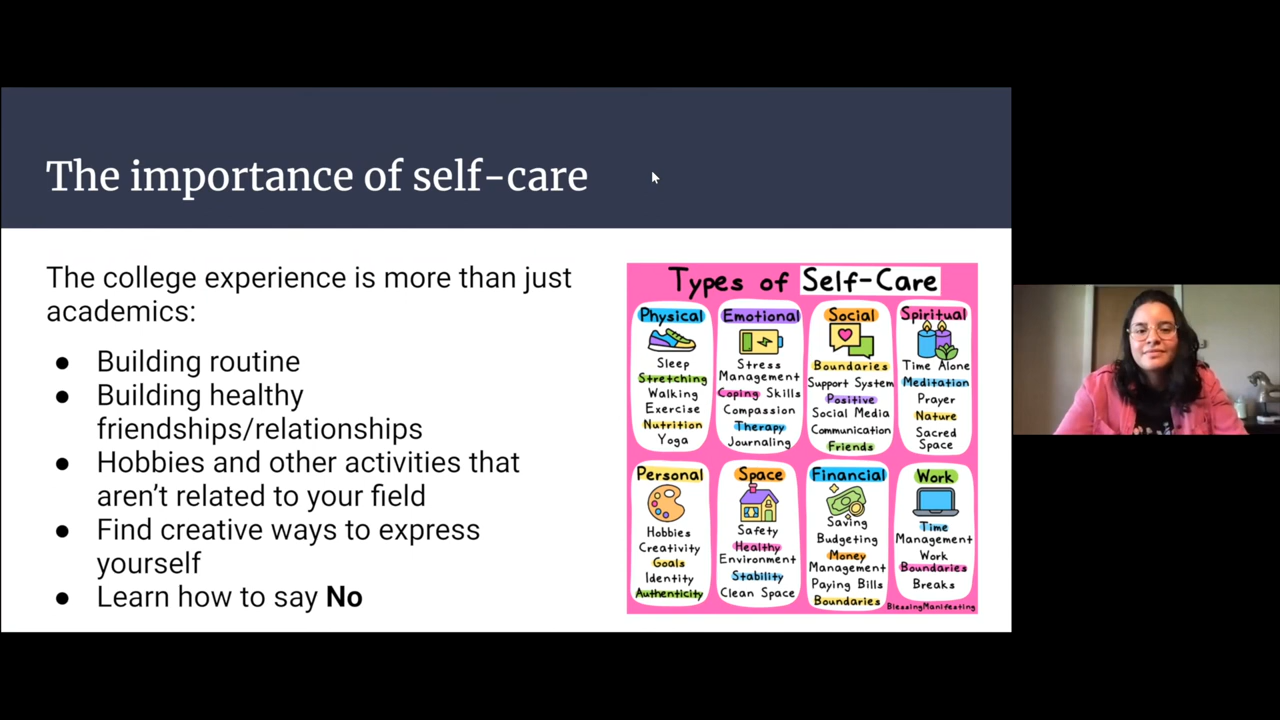 The importance of self-care
The college experience is more than just
academics:
● Building routine
● Building healthy
friendships/relationships
● Hobbies and other activities that
aren't related to your field
● Find creative ways to express
yourself
● Learn how to say No
Types of Self-Care
Physical
Sleep
Stretching
Walking
Exercise
Nutrition
Yoga
Emotional
Stress
Management
Coping Skills
Compassion
Therapy
Journaling
Social
Boundaries
Support System
Positive
Social Media
Communication
Friends
Spiritual
Time Alone
Meditation
Prayer
Nature
Sacred
Space
Personal
Hobbies
Creativity
Goals
Identity
Authenticity
Space
Safety
Healthy
Environment
Stability
Clean Space
Financial
Saving
Budgeting
Money
Management
Paying Bills
Boundaries
Work
Time
Management
Work
Boundaries
Breaks
BlessingManifesting